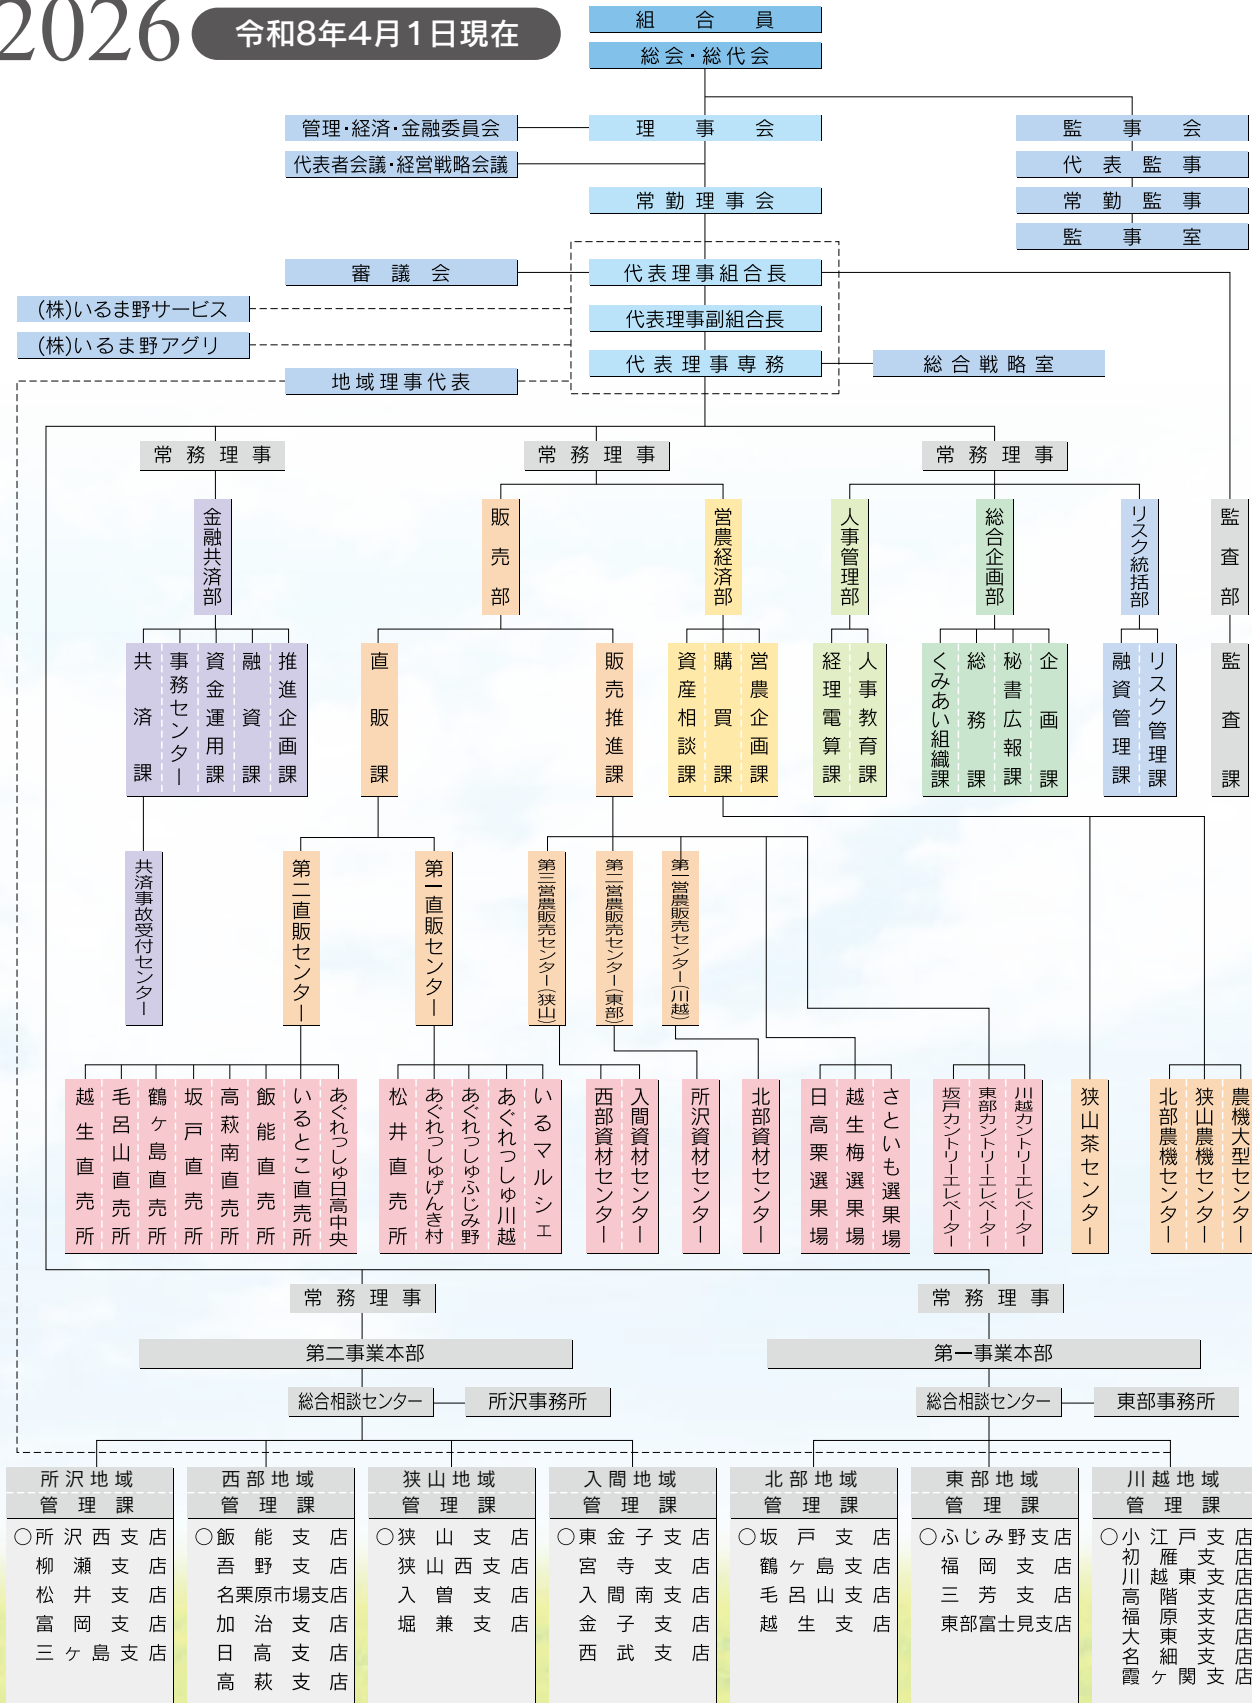 2026
令和8年4月1日現在
組合員
総会・総代会
管理・経済・金融委員会
理事会
監事会
代表者会議・経営戦略会議
代表監事
常勤理事会
常勤監事
監事室
審議会
代表理事組合長
(株)いるま野サービス
代表理事副組合長
(株)いるま野アグリ
代表理事専務
総合戦略室
地域理事代表
常務理事
常務理事
常務理事
金融共済部
販売部
営農経済部
人事管理部
総合企画部
リスク統括部
監査部
共済課
事務センター
資金運用課
融資課
推進企画課
直販課
販売推進課
資産相談課
購買課
営農企画課
経理電算課
人事教育課
くみあい組織課
総務課
秘書広報課
企画課
融資管理課
リスク管理課
監査課
共済事故受付センター
第二直販センター
第一直販センター
第三営農販売センター(狭山)
第二営農販売センター(東部)
第一営農販売センター(川越)
越生直売所
毛呂山直売所
鶴ヶ島直売所
坂戸直売所
高萩南直売所
飯能直売所
いるとこ直売所
あぐれっしゅ日高中央
松井直売所
あぐれっしゅげんき村
あぐれっしゅふじみ野
あぐれっしゅ川越
いるマルシェ
西部資材センター
入間資材センター
所沢資材センター
北部資材センター
日高栗選果場
越生梅選果場
さといも選果場
坂戸カントリーエレベーター
東部カントリーエレベーター
川越カントリーエレベーター
狭山茶センター
北部農機センター
狭山農機センター
農機大型センター
常務理事
常務理事
第二事業本部
第一事業本部
総合相談センター
所沢事務所
総合相談センター
東部事務所
所沢地域
管理課
○所沢西支店
柳瀬支店
松井支店
富岡支店
三ヶ島支店
西部地域
管理課
○飯能支店
吾野支店
名栗原市場支店
加治支店
日高支店
高萩支店
狭山地域
管理課
○狭山支店
狭山西支店
入曽支店
堀兼支店
入間地域
管理課
○東金子支店
宮寺支店
入間南支店
金子支店
西武支店
北部地域
管理課
○坂戸支店
鶴ヶ島支店
毛呂山支店
越生支店
東部地域
管理課
○ふじみ野支店
福岡支店
三芳支店
東部富士見支店
川越地域
管理課
○小江戸支店
初雁支店
川越東支店
高階支店
福原支店
大東支店
名細支店
霞ヶ関支店